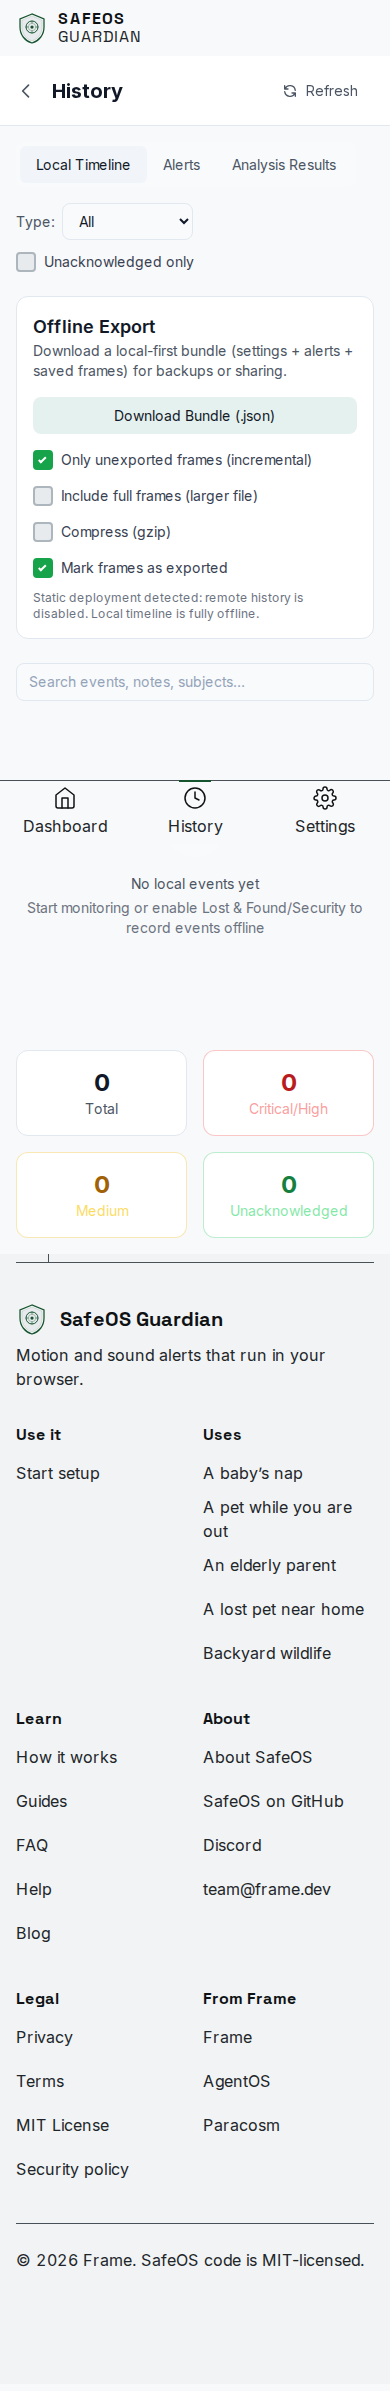 SAFEOS
GUARDIAN
History
Refresh
Local Timeline
Alerts
Analysis Results
Type:
All
Unacknowledged only
Offline Export
Download a local-first bundle (settings + alerts +
saved frames) for backups or sharing.
Download Bundle (.json)
Only unexported frames (incremental)
Include full frames (larger file)
Compress (gzip)
Mark frames as exported
Static deployment detected: remote history is
disabled. Local timeline is fully offline.
Search events, notes, subjects...
Dashboard
History
Settings
No local events yet
Start monitoring or enable Lost & Found/Security to
record events offline
0
Total
0
Critical/High
0
Medium
0
Unacknowledged
SafeOS Guardian
Motion and sound alerts that run in your
browser.
Use it
Start setup
Uses
A baby’s nap
A pet while you are
out
An elderly parent
A lost pet near home
Backyard wildlife
Learn
How it works
Guides
FAQ
Help
Blog
About
About SafeOS
SafeOS on GitHub
Discord
team@frame.dev
Legal
Privacy
Terms
MIT License
Security policy
From Frame
Frame
AgentOS
Paracosm
© 2026 Frame. SafeOS code is MIT-licensed.